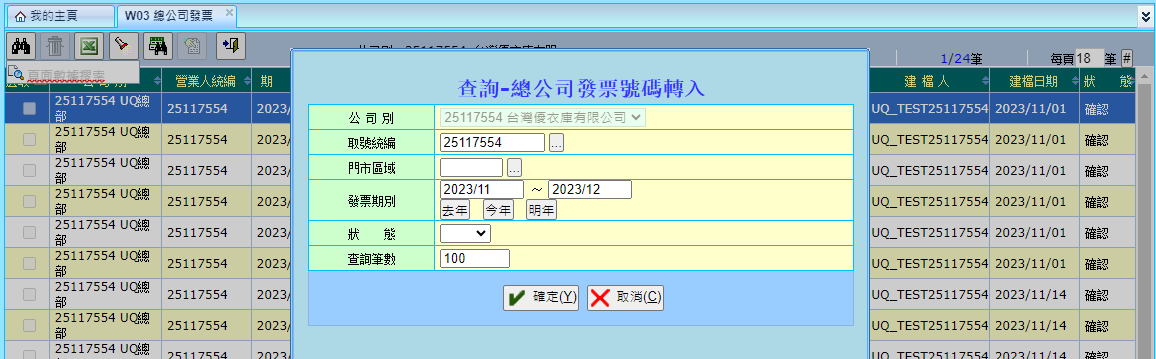 我的主頁
W03 總公司發票
1/24筆
每頁 18 筆 #
頁面數據搜索
營業人統編 期 建 檔 人 建檔日期 狀 態
查詢-總公司發票號碼轉入
公 司 別 25117554 台灣優衣庫有限公司
取號統編 25117554 ...
門市區域 ...
發票期別 2023/11 ~ 2023/12
去年 今年 明年
狀 態
查詢筆數 100
確定(Y) 取消(C)
25117554 UQ總部 25117554 2023/ UQ_TEST25117554 2023/11/01 確認
25117554 UQ總部 25117554 2023/ UQ_TEST25117554 2023/11/01 確認
25117554 UQ總部 25117554 2023/ UQ_TEST25117554 2023/11/01 確認
25117554 UQ總部 25117554 2023/ UQ_TEST25117554 2023/11/01 確認
25117554 UQ總部 25117554 2023/ UQ_TEST25117554 2023/11/01 確認
25117554 UQ總部 25117554 2023/ UQ_TEST25117554 2023/11/01 確認
25117554 UQ總部 25117554 2023/ UQ_TEST25117554 2023/11/14 確認
25117554 UQ總部 25117554 2023/ UQ_TEST25117554 2023/11/14 確認
25117554 UQ總部 25117554 2023/ UQ_TEST25117554 2023/11/14 確認